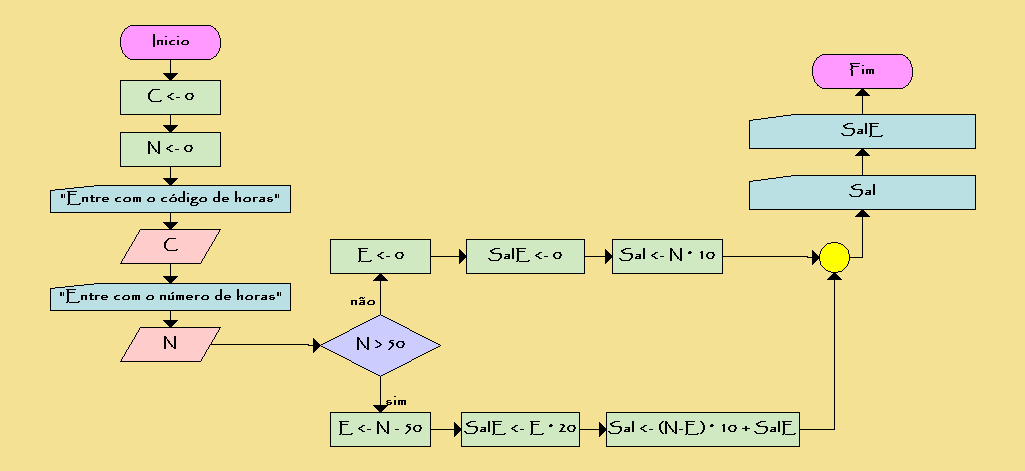 Inicio
C <- 0
N <- 0
"Entre com o código de horas"
C
"Entre com o número de horas"
N
N > 50
não
E <- 0
SalE <- 0
Sal <- N * 10
sim
E <- N - 50
SalE <- E * 20
Sal <- (N-E) * 10 + SalE
Sal
SalE
Fim